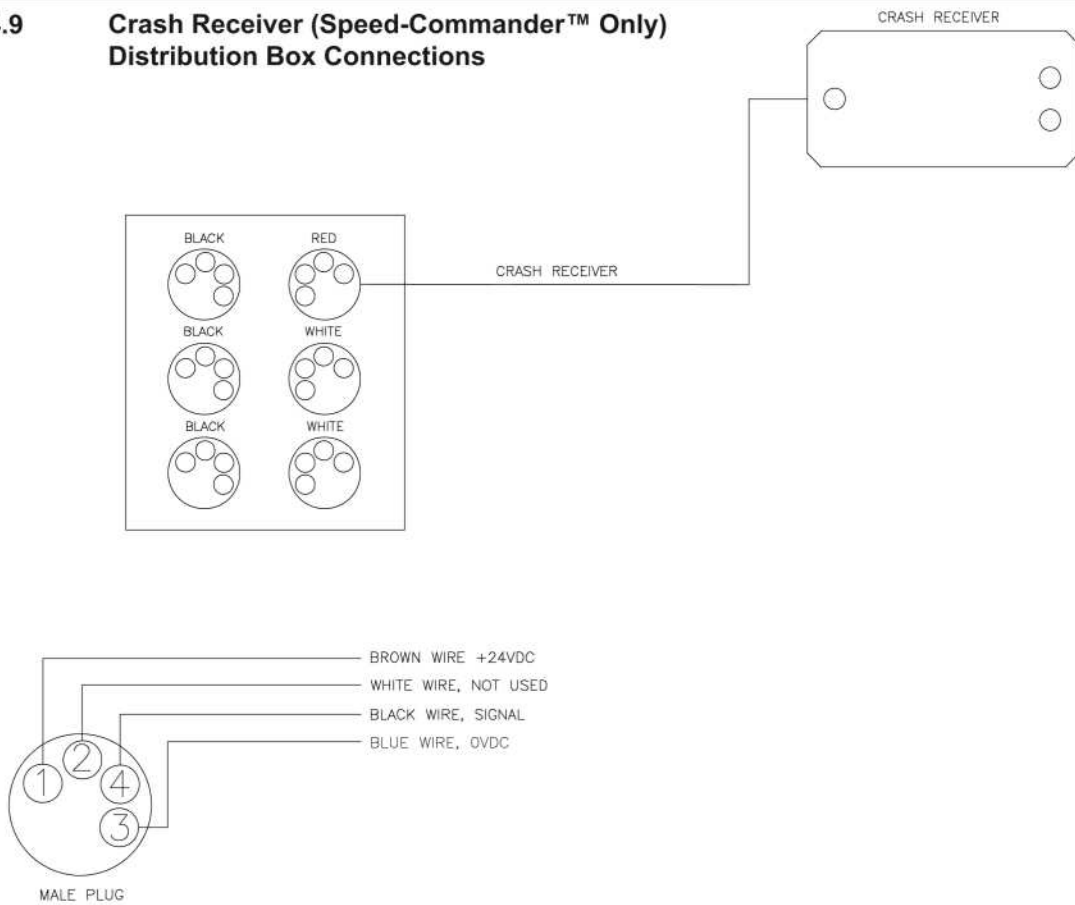 .9 Crash Receiver (Speed-Commander™ Only)
Distribution Box Connections
CRASH RECEIVER
BLACK RED
CRASH RECEIVER
BLACK WHITE
BLACK WHITE
BROWN WIRE +24VDC
WHITE WIRE, NOT USED
BLACK WIRE, SIGNAL
BLUE WIRE, 0VDC
1 2 4
3
MALE PLUG